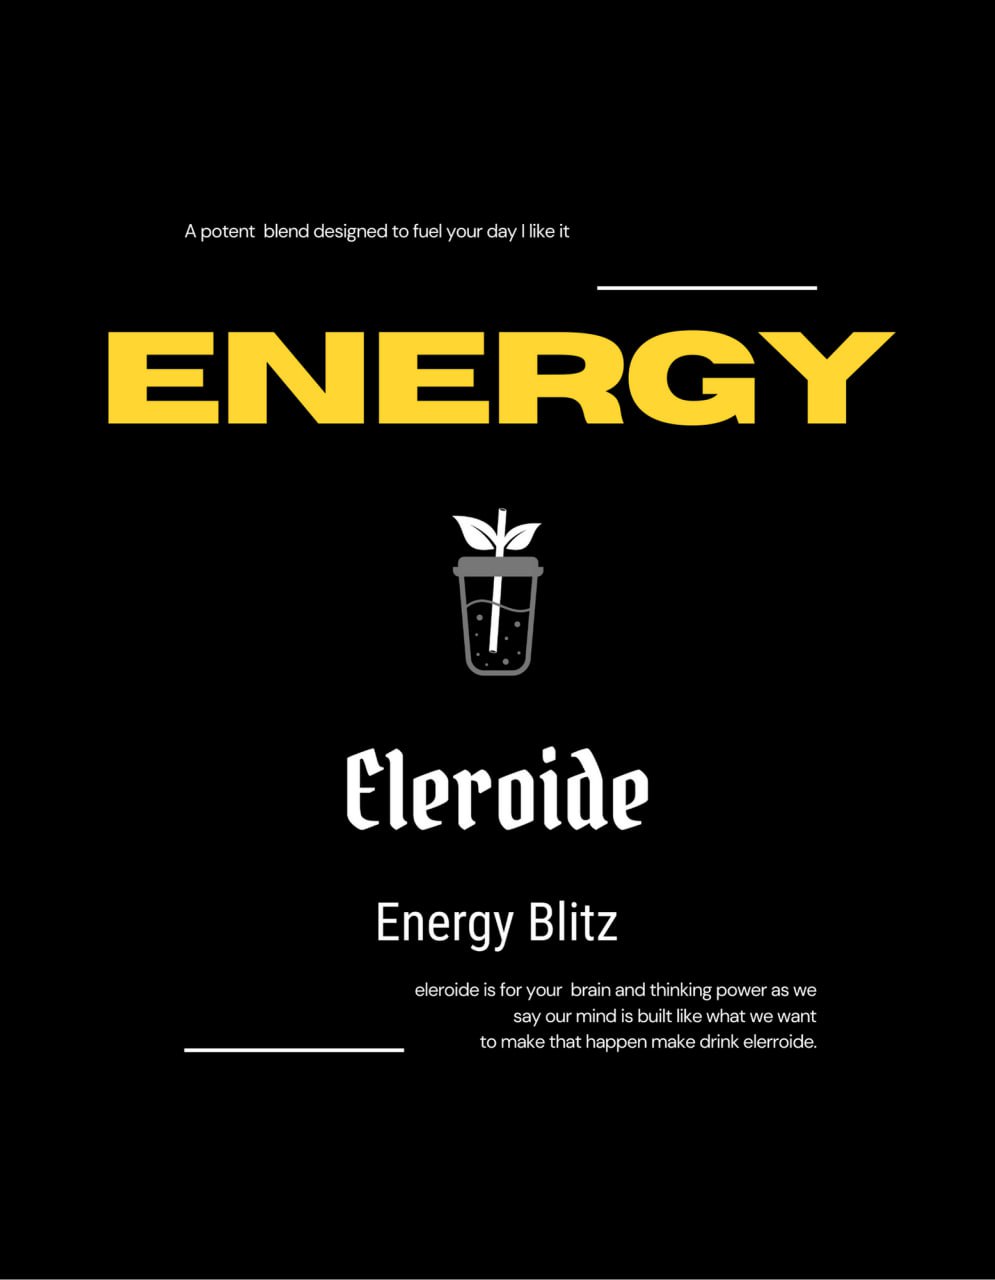 A potent  blend designed to fuel your day I like it
ENERGY
Eleroide
Energy Blitz
eleroide is for your  brain and thinking power as we
say our mind is built like what we want
to make that happen make drink elerroide.